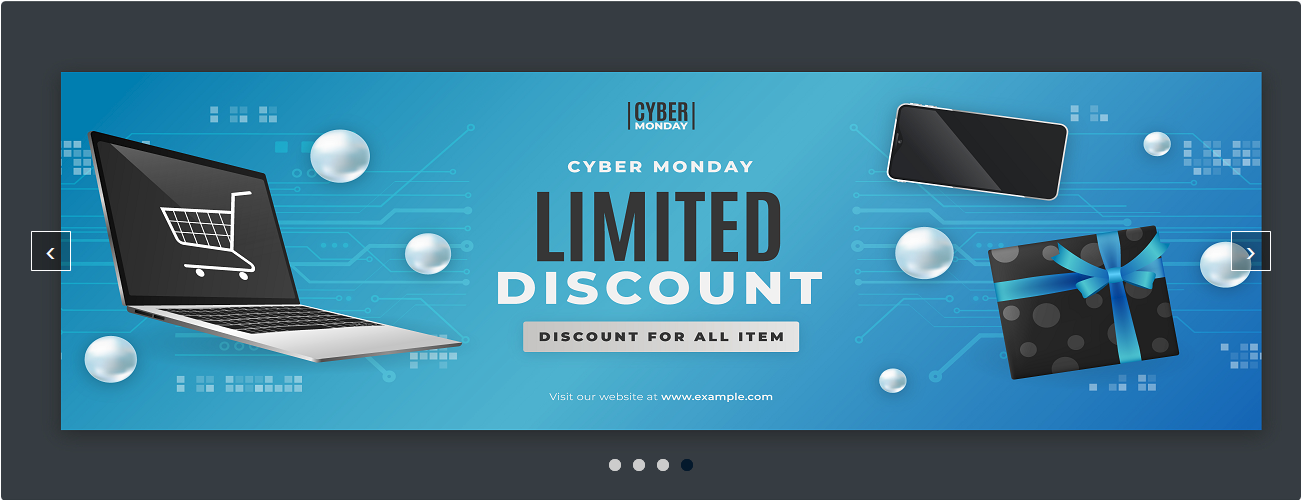 CYBER
MONDAY
CYBER MONDAY
LIMITED
DISCOUNT
DISCOUNT FOR ALL ITEM
Visit our website at www.example.com